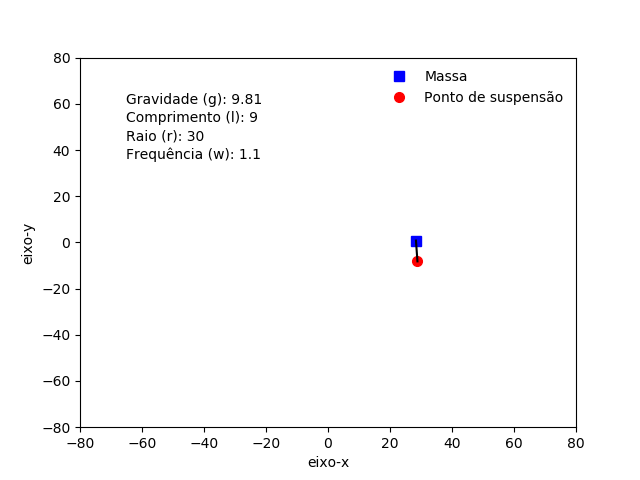 Massa
Ponto de suspensão
Gravidade (g): 9.81
Comprimento (l): 9
Raio (r): 30
Frequência (w): 1.1
80
60
40
20
0
−20
−40
−60
−80
eixo-y
−80 −60 −40 −20 0 20 40 60 80
eixo-x